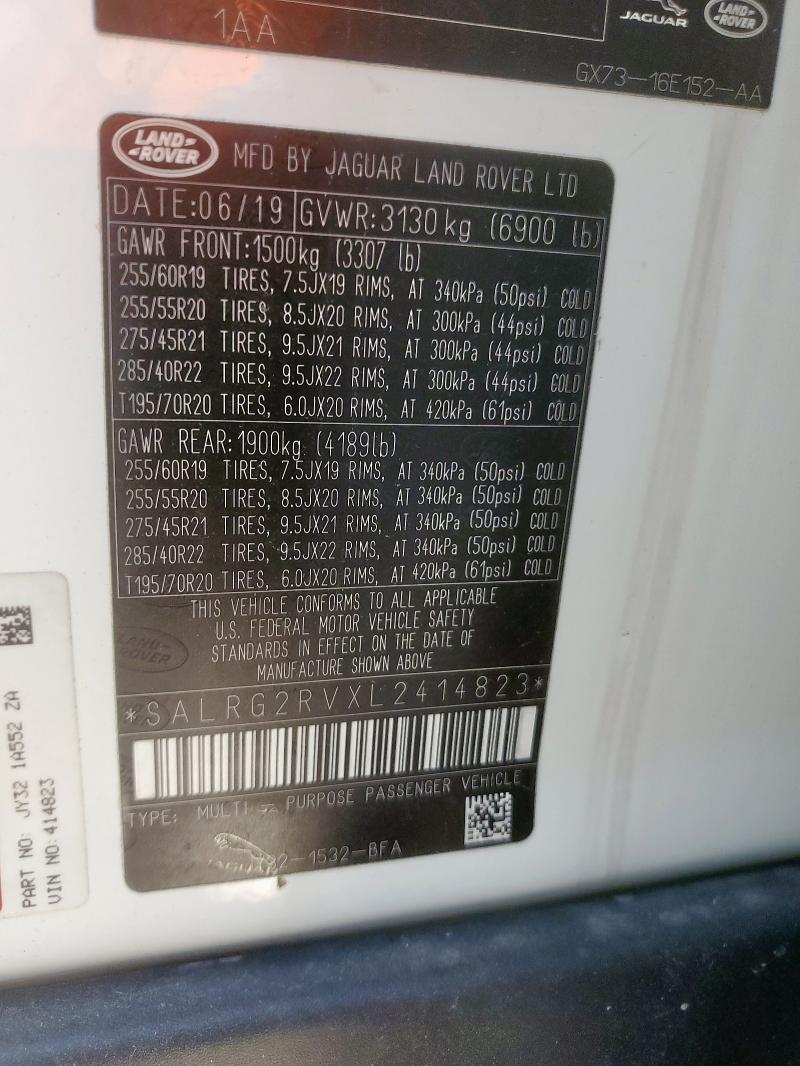 1AA
JAGUAR
LAND-
-ROVER
GX73-16E152-AA
LAND-
-ROVER
MFD BY JAGUAR LAND ROVER LTD
DATE:06/19 GVWR:3130 kg (6900 lb)
GAWR FRONT:1500kg (3307 lb)
255/60R19 TIRES, 7.5JX19 RIMS, AT 340kPa (50psi) COLD
255/55R20 TIRES, 8.5JX20 RIMS, AT 300kPa (44psi) COLD
275/45R21 TIRES, 9.5JX21 RIMS, AT 300kPa (44psi) COLD
285/40R22 TIRES, 9.5JX22 RIMS, AT 300kPa (44psi) COLD
T195/70R20 TIRES, 6.0JX20 RIMS, AT 420kPa (61psi) COLD
GAWR REAR:1900kg (4189lb)
255/60R19 TIRES, 7.5JX19 RIMS, AT 340kPa (50psi) COLD
255/55R20 TIRES, 8.5JX20 RIMS, AT 340kPa (50psi) COLD
275/45R21 TIRES, 9.5JX21 RIMS, AT 340kPa (50psi) COLD
285/40R22 TIRES, 9.5JX22 RIMS, AT 340kPa (50psi) COLD
T195/70R20 TIRES, 6.0JX20 RIMS, AT 420kPa (61psi) COLD
THIS VEHICLE CONFORMS TO ALL APPLICABLE
U.S. FEDERAL MOTOR VEHICLE SAFETY
STANDARDS IN EFFECT ON THE DATE OF
MANUFACTURE SHOWN ABOVE
LAND-
-ROVER
*SALRG2RVXL2414823*
TYPE: MULTI - PURPOSE PASSENGER VEHICLE
JAGUAR
-1532-BFA
PART NO: JY32 1A552 ZA
VIN NO: 414823